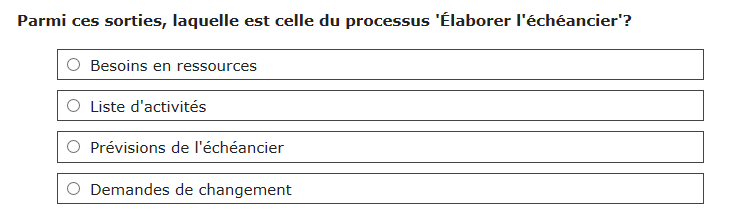 Parmi ces sorties, laquelle est celle du processus 'Élaborer l'échéancier'?
Besoins en ressources
Liste d'activités
Prévisions de l'échéancier
Demandes de changement